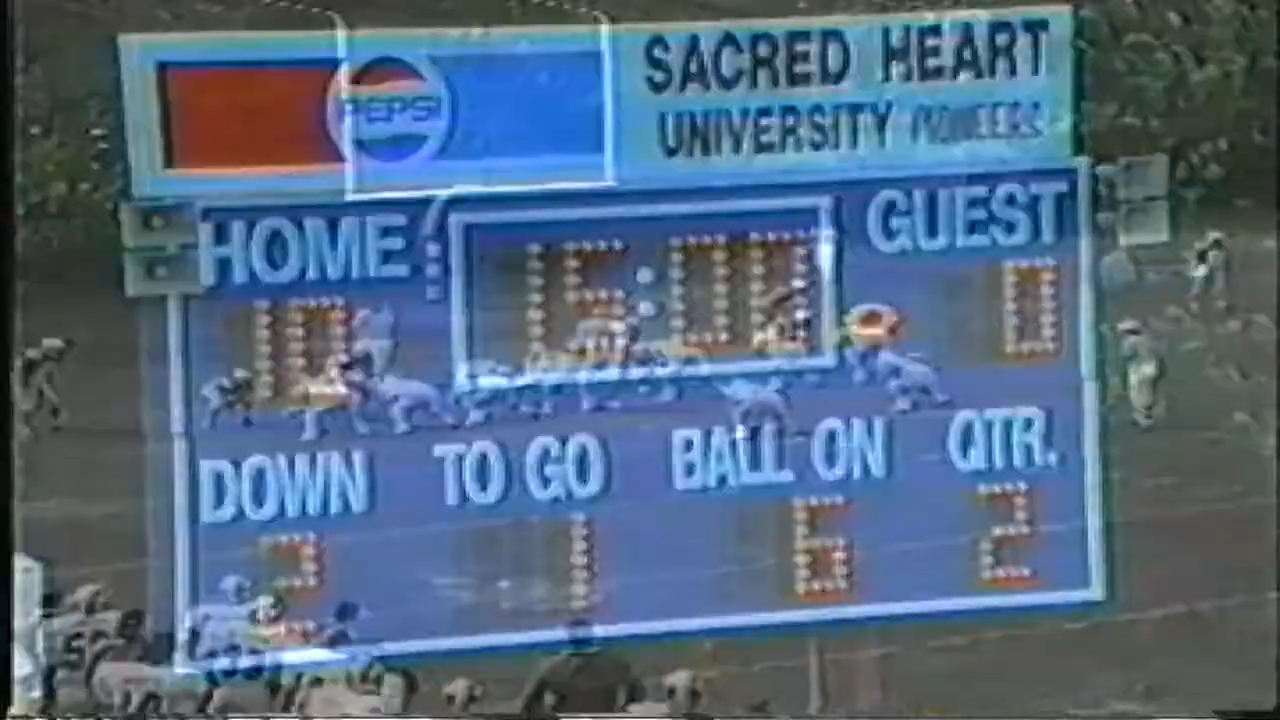 PEPSI
SACRED HEART
UNIVERSITY PIONEERS
HOME GUEST
15:00 0
DOWN TO GO BALL ON QTR.
2 1 6 2